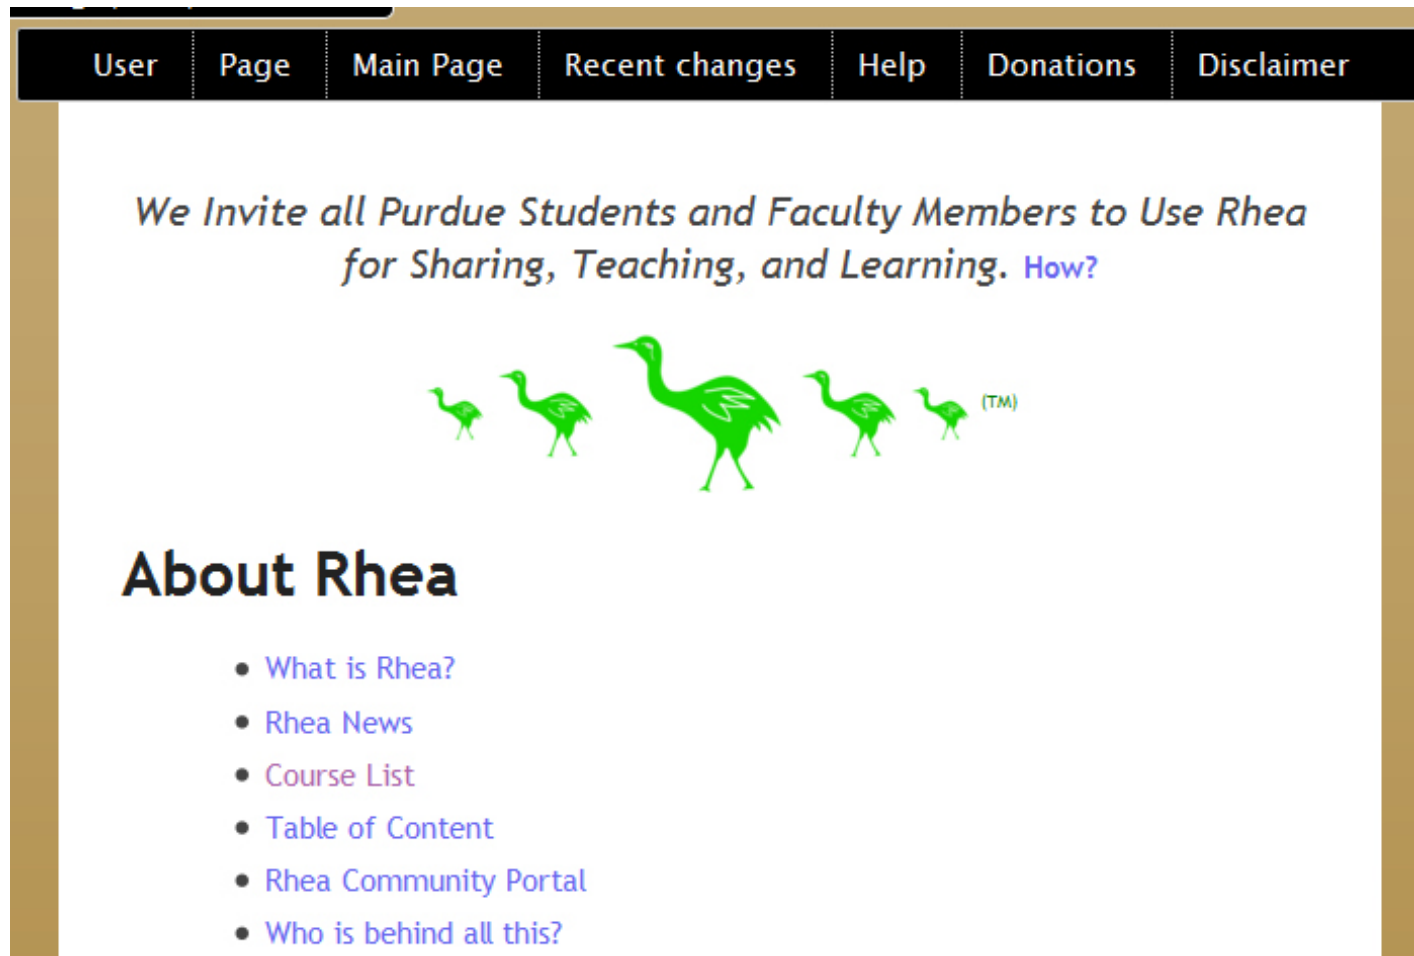 User Page Main Page Recent changes Help Donations Disclaimer
We Invite all Purdue Students and Faculty Members to Use Rhea
for Sharing, Teaching, and Learning. How?
(TM)
About Rhea
• What is Rhea?
• Rhea News
• Course List
• Table of Content
• Rhea Community Portal
• Who is behind all this?